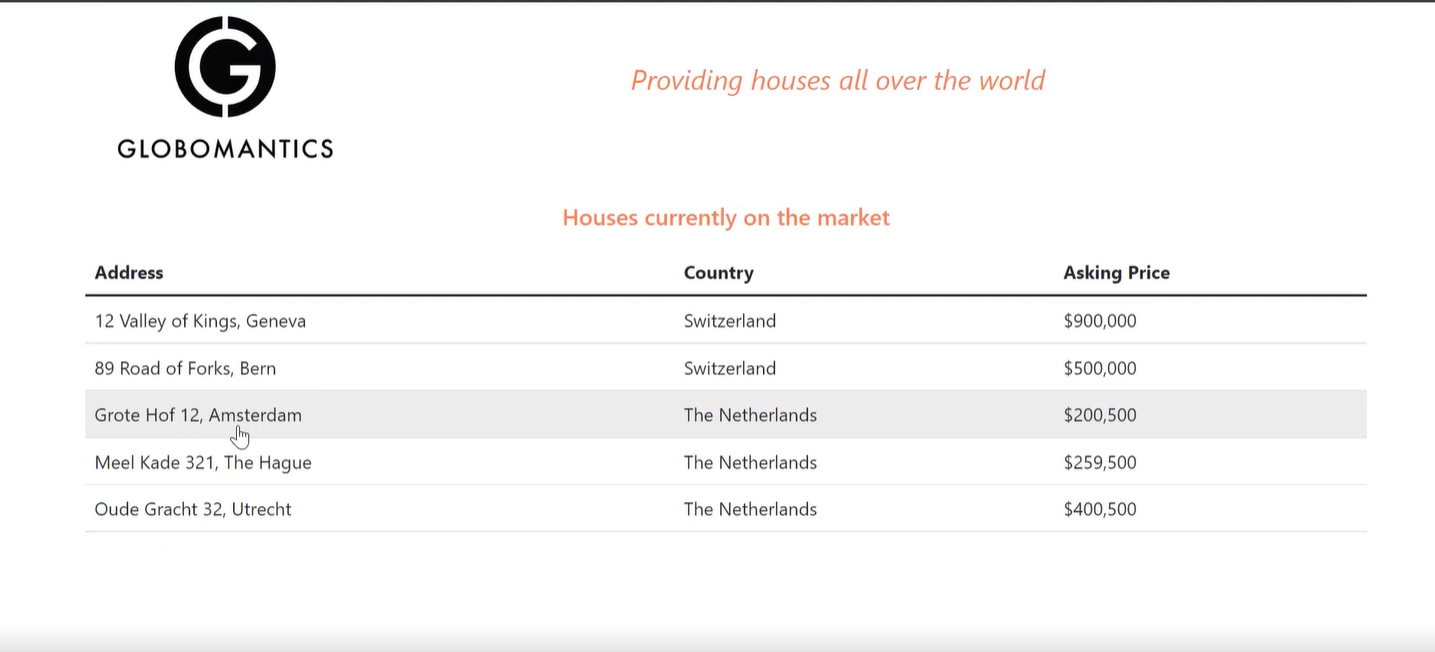 GLOBOMANTICS
Providing houses all over the world
Houses currently on the market
Address Country Asking Price
12 Valley of Kings, Geneva Switzerland $900,000
89 Road of Forks, Bern Switzerland $500,000
Grote Hof 12, Amsterdam The Netherlands $200,500
Meel Kade 321, The Hague The Netherlands $259,500
Oude Gracht 32, Utrecht The Netherlands $400,500